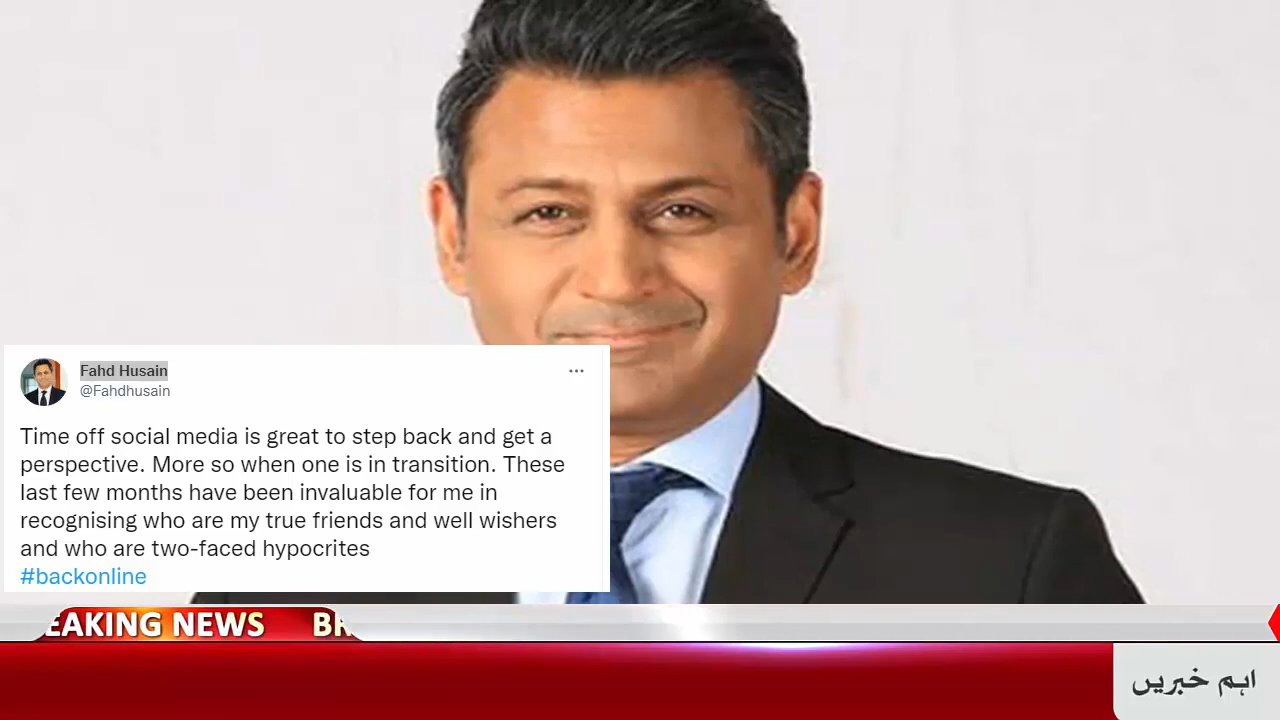 Fahd Husain
@Fahdhusain
Time off social media is great to step back and get a
perspective. More so when one is in transition. These
last few months have been invaluable for me in
recognising who are my true friends and well wishers
and who are two-faced hypocrites
#backonline
EAKING NEWS BR
اہم خبریں